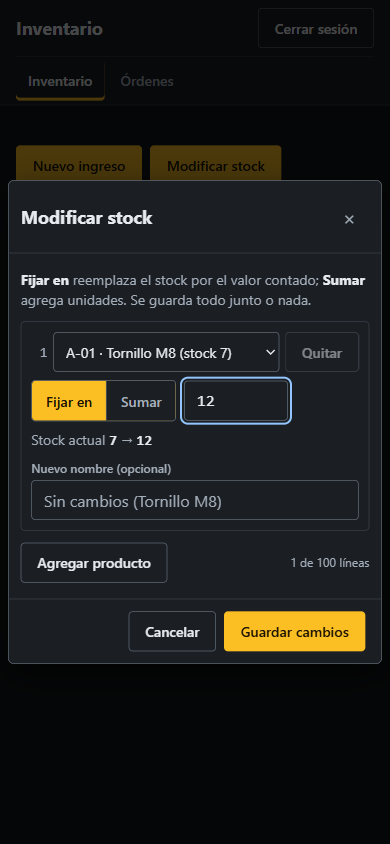 Inventario
Cerrar sesión
Inventario Órdenes
Nuevo ingreso Modificar stock
Modificar stock ×
Fijar en reemplaza el stock por el valor contado; Sumar
agrega unidades. Se guarda todo junto o nada.
1 A-01 · Tornillo M8 (stock 7) Quitar
Fijar en Sumar 12
Stock actual 7 → 12
Nuevo nombre (opcional)
Sin cambios (Tornillo M8)
Agregar producto 1 de 100 líneas
Cancelar Guardar cambios